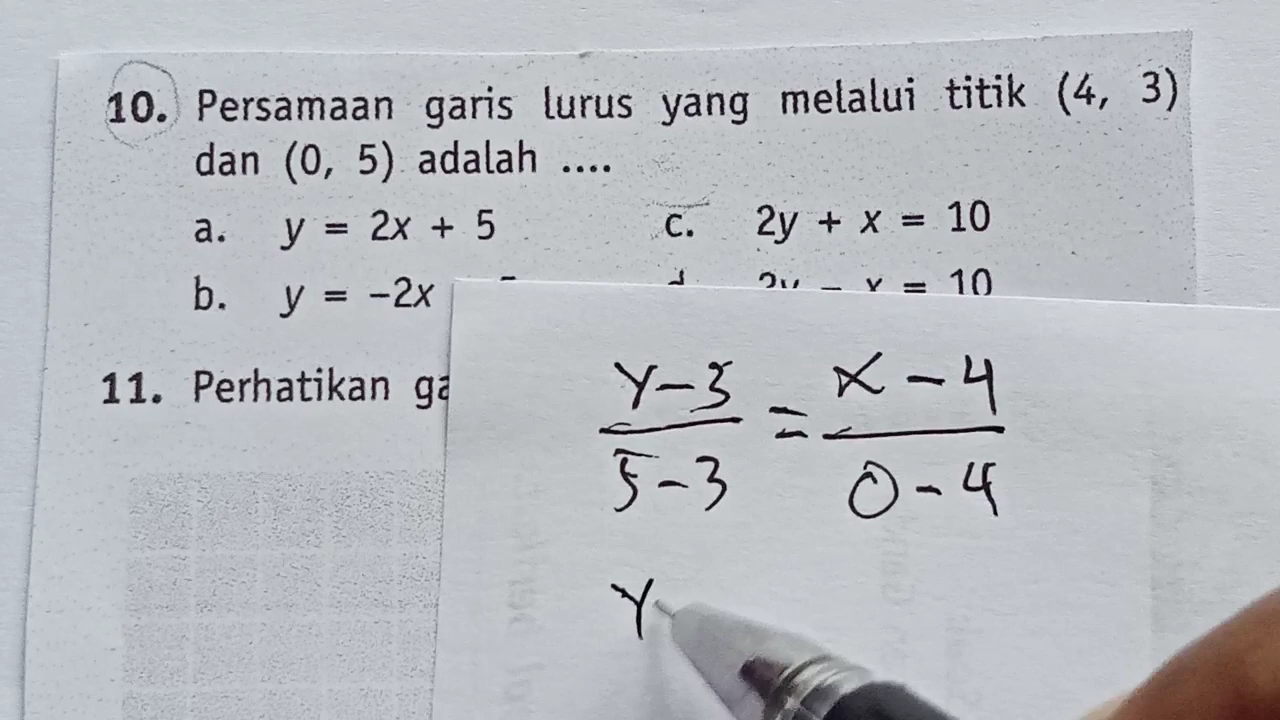 10. Persamaan garis lurus yang melalui titik (4, 3)
dan (0, 5) adalah ....
a. y = 2x + 5 c. 2y + x = 10
b. y = -2x = 10
11. Perhatikan
y - 3 = x - 4
5 - 3 0 - 4
y